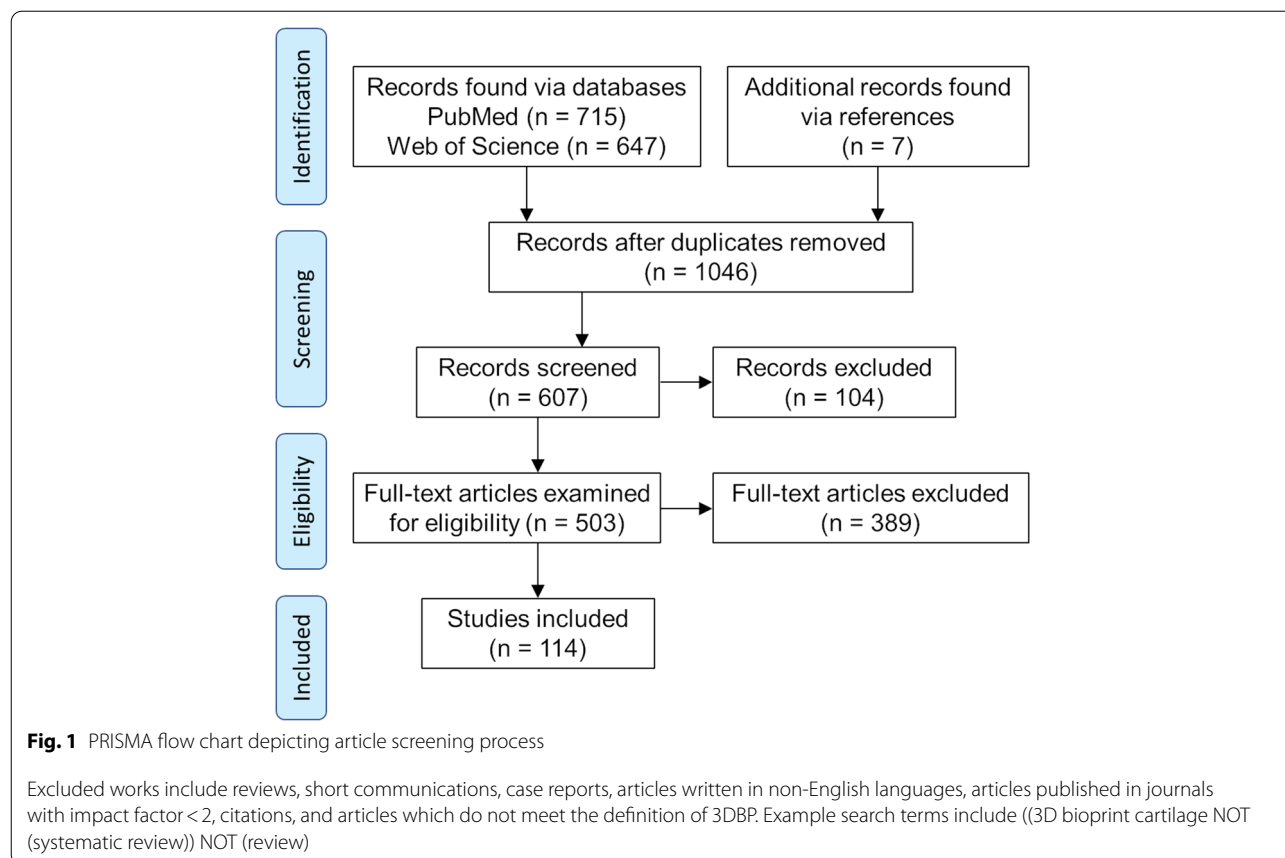 Identification
Records found via databases
PubMed (n = 715)
Web of Science (n = 647)
Additional records found
via references
(n = 7)
Screening
Records after duplicates removed
(n = 1046)
Records screened
(n = 607)
Records excluded
(n = 104)
Eligibility
Full-text articles examined
for eligibility (n = 503)
Full-text articles excluded
(n = 389)
Included
Studies included
(n = 114)
Fig. 1 PRISMA flow chart depicting article screening process
Excluded works include reviews, short communications, case reports, articles written in non-English languages, articles published in journals
with impact factor < 2, citations, and articles which do not meet the definition of 3DBP. Example search terms include ((3D bioprint cartilage NOT
(systematic review)) NOT (review)